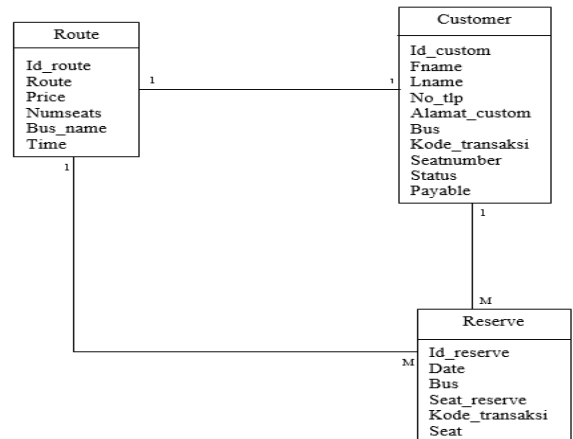 Route
Id_route
Route
Price
Numseats
Bus_name
Time
1
1
1
Customer
Id_custom
Fname
Lname
No_tlp
Alamat_custom
Bus
Kode_transaksi
Seatnumber
Status
Payable
1
M
M
Reserve
Id_reserve
Date
Bus
Seat_reserve
Kode_transaksi
Seat